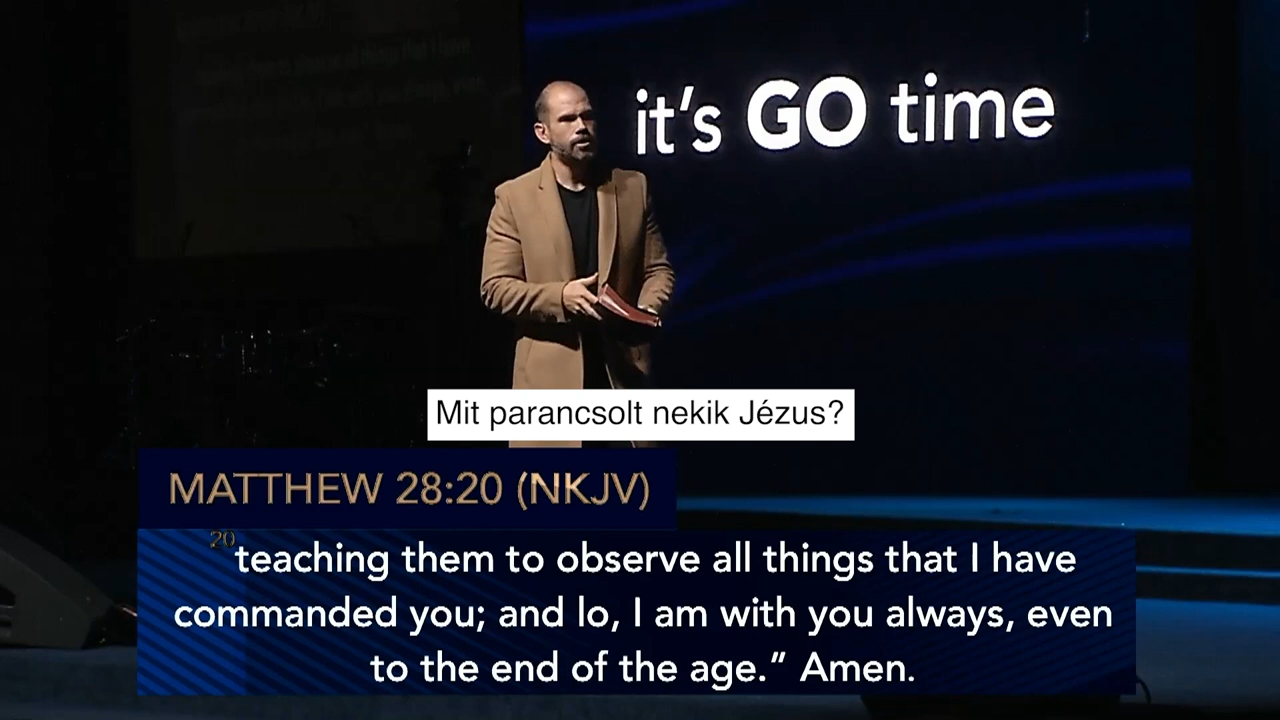 it's GO time
Mit parancsolt nekik Jézus?
MATTHEW 28:20 (NKJV)
20 teaching them to observe all things that I have
commanded you; and lo, I am with you always, even
to the end of the age.” Amen.